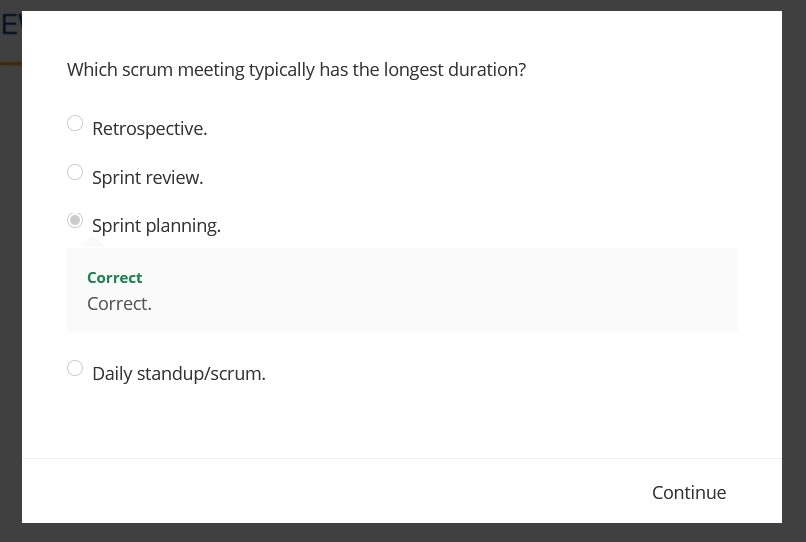 Which scrum meeting typically has the longest duration?
Retrospective.
Sprint review.
Sprint planning.
Correct
Correct.
Daily standup/scrum.
Continue